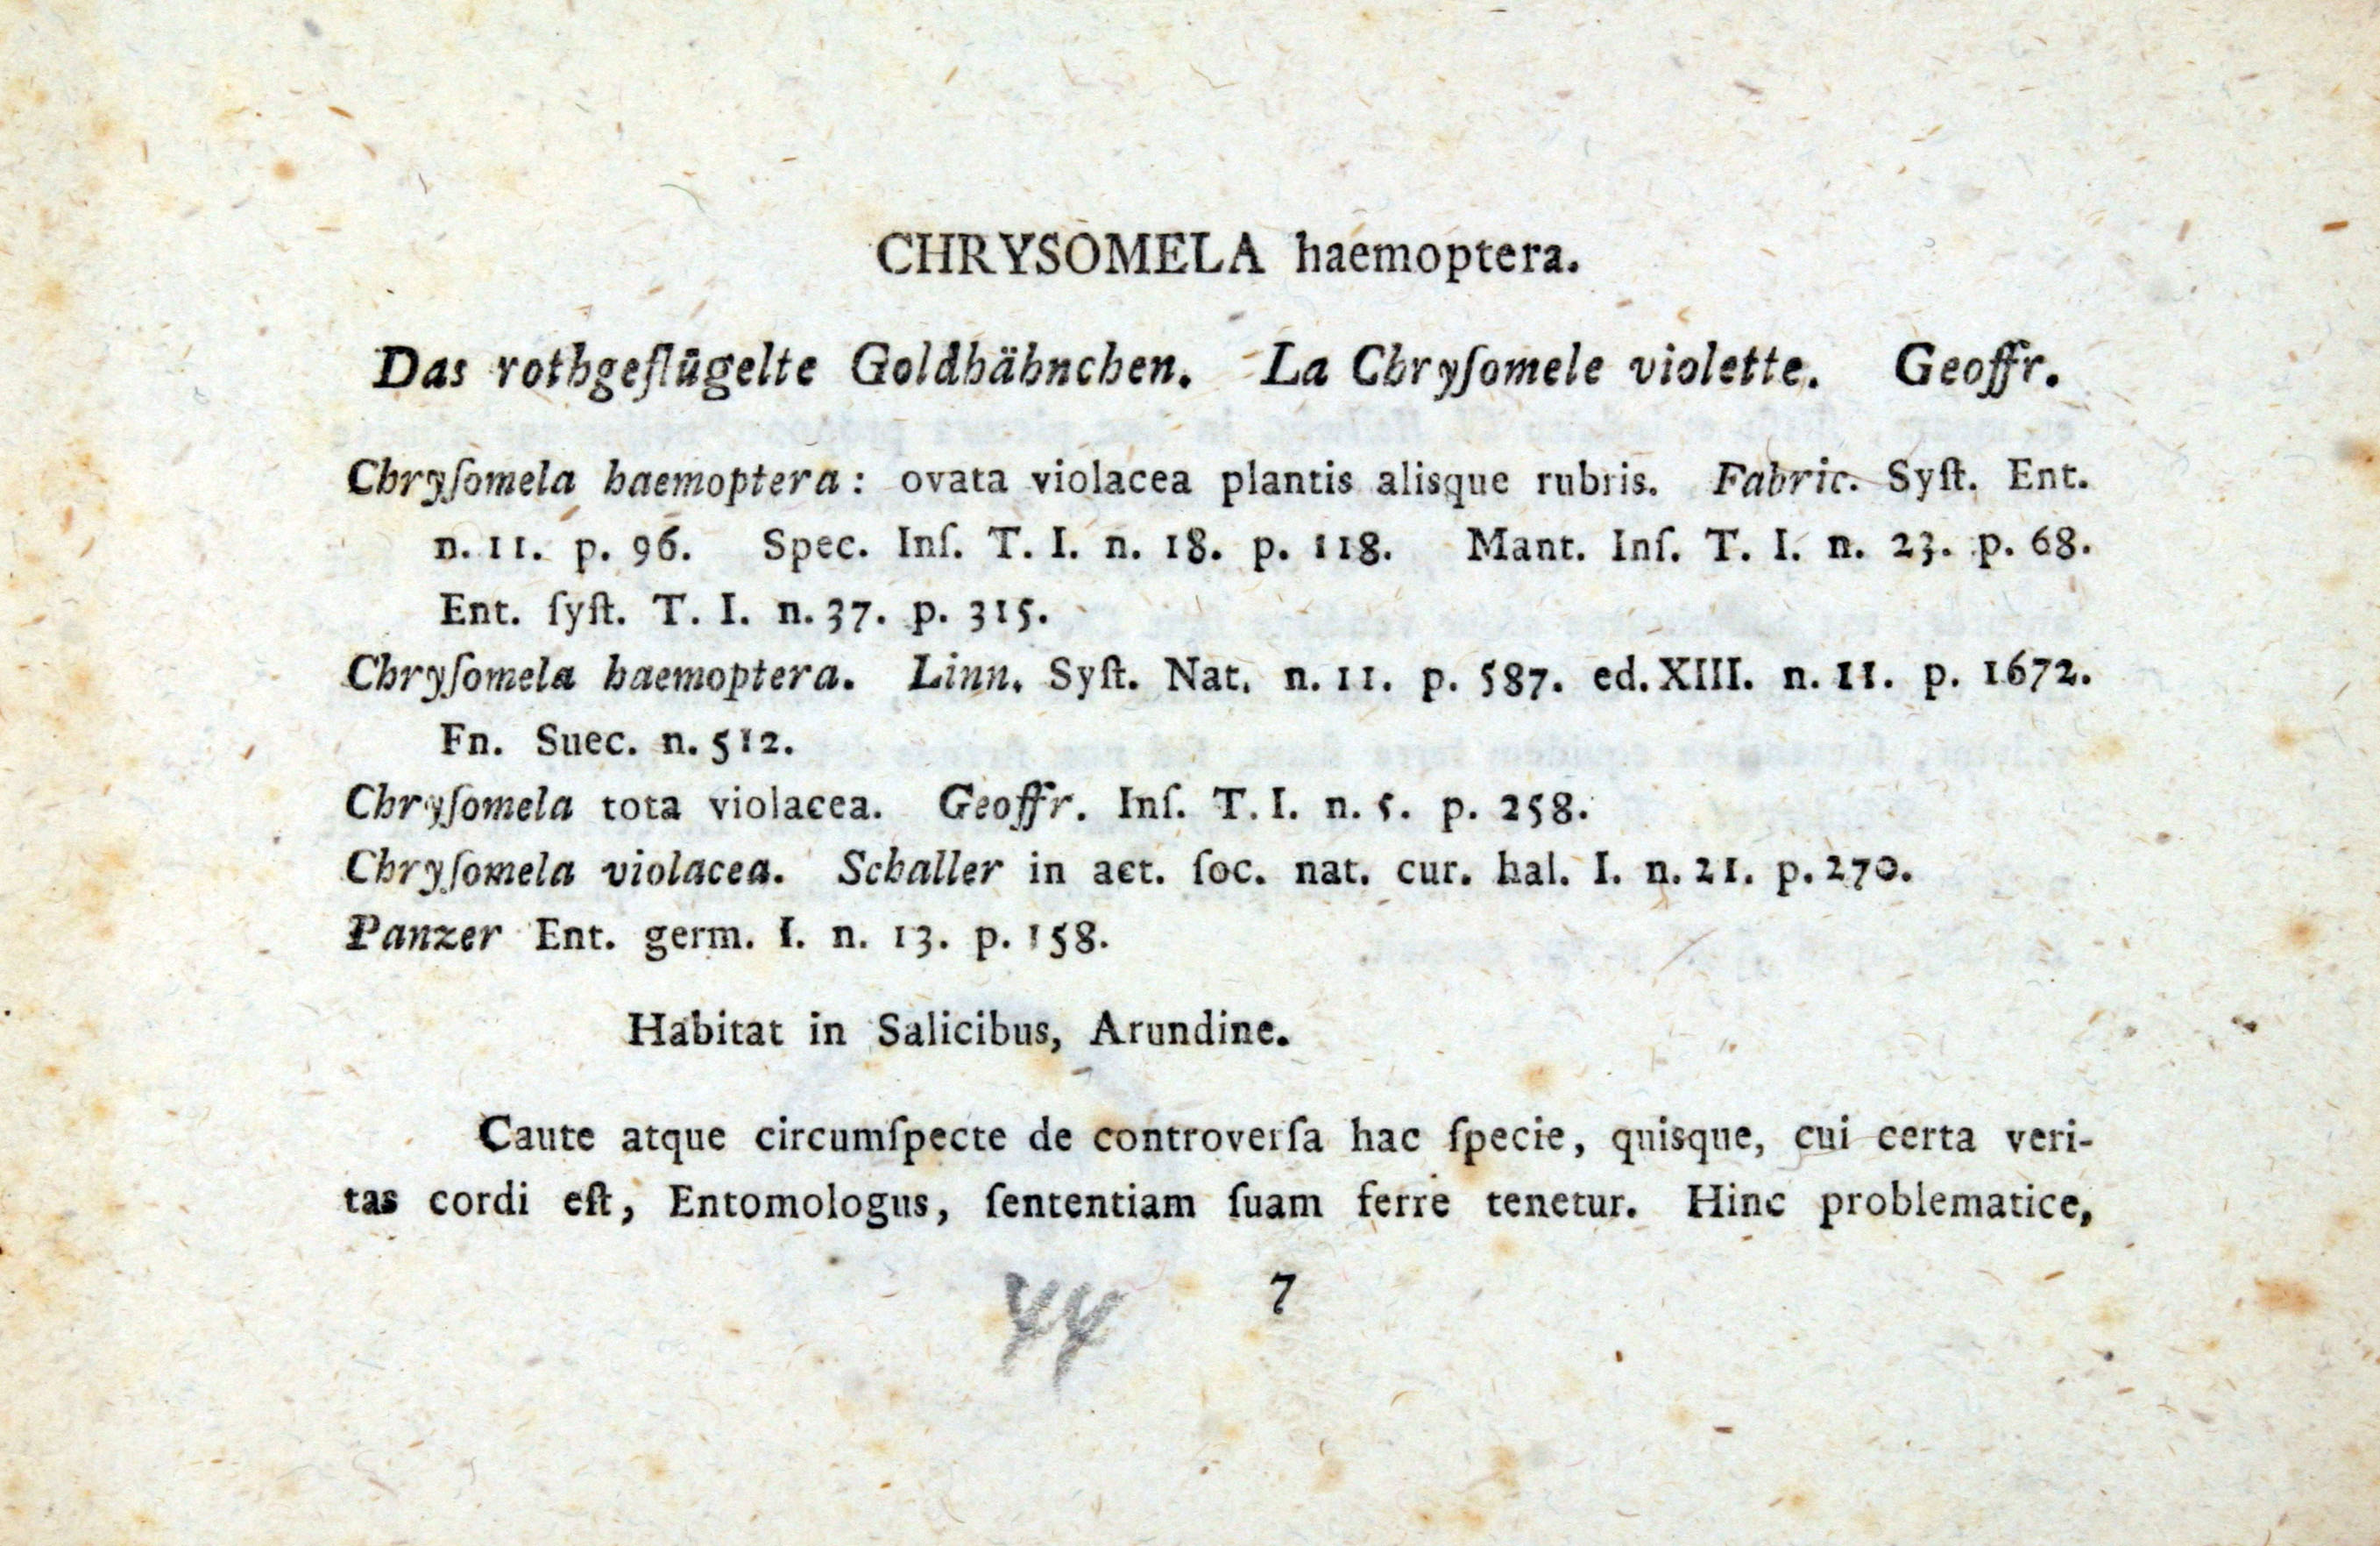 CHRYSOMELA haemoptera.
Das rothgeflügelte Goldhähnchen. La Chryſomele violette. Geoffr.
Chryſomela haemoptera: ovata violacea plantis alisque rubris. Fabric. Syſt. Ent.
n. 11. p. 96. Spec. Inſ. T. I. n. 18. p. 118. Mant. Inſ. T. I. n. 23. p. 68.
Ent. ſyſt. T. I. n. 37. p. 315.
Chryſomela haemoptera. Linn. Syſt. Nat. n. 11. p. 587. ed. XIII. n. 11. p. 1672.
Fn. Suec. n. 512.
Chryſomela tota violacea. Geoffr. Inſ. T. I. n. 5. p. 258.
Chryſomela violacea. Schaller in act. ſoc. nat. cur. hal. I. n. 21. p. 270.
Panzer Ent. germ. I. n. 13. p. 158.
Habitat in Salicibus, Arundine.
Caute atque circumſpecte de controverſa hac ſpecie, quisque, cui certa veri-
tas cordi eſt, Entomologus, ſententiam ſuam ferre tenetur. Hinc problematice,
44 7